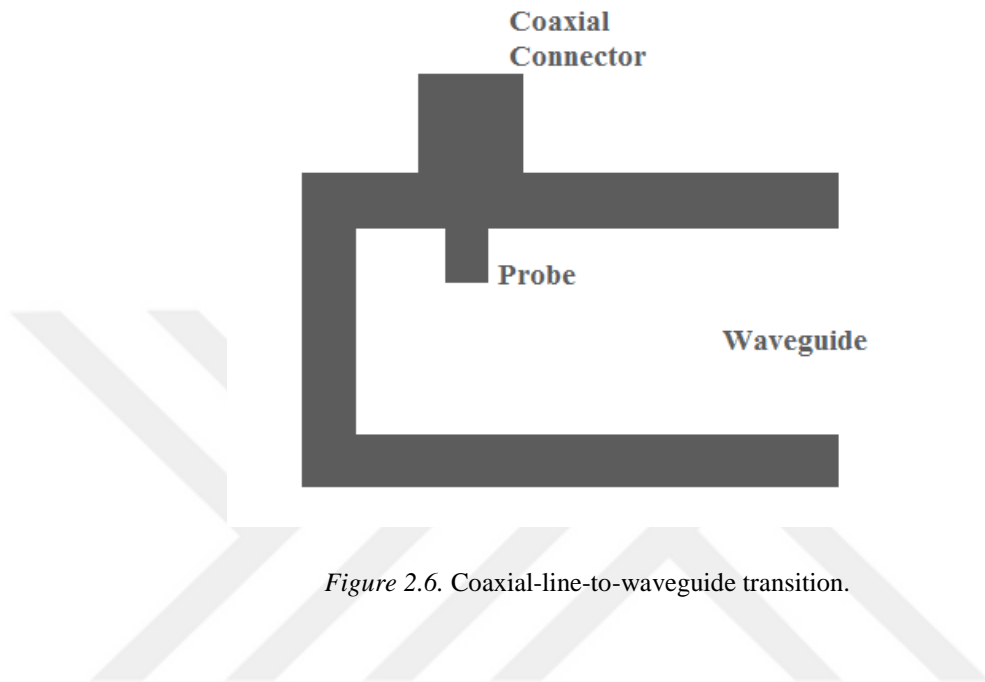 Coaxial
Connector
Probe
Waveguide
Figure 2.6. Coaxial-line-to-waveguide transition.